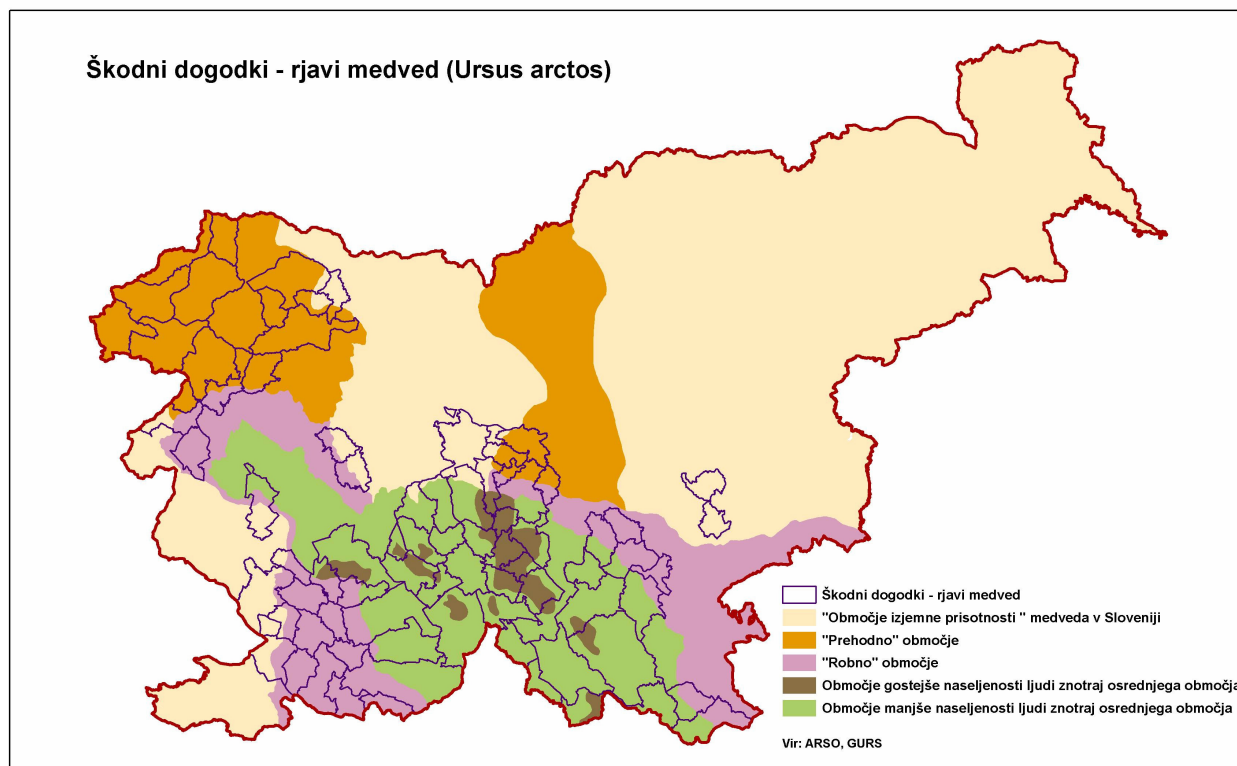 Škodni dogodki - rjavi medved (Ursus arctos)
Škodni dogodki - rjavi medved
"Območje izjemne prisotnosti " medveda v Sloveniji
"Prehodno" območje
"Robno" območje
Območje gostejše naseljenosti ljudi znotraj osrednjega območja
Območje manjše naseljenosti ljudi znotraj osrednjega območja
Vir: ARSO, GURS